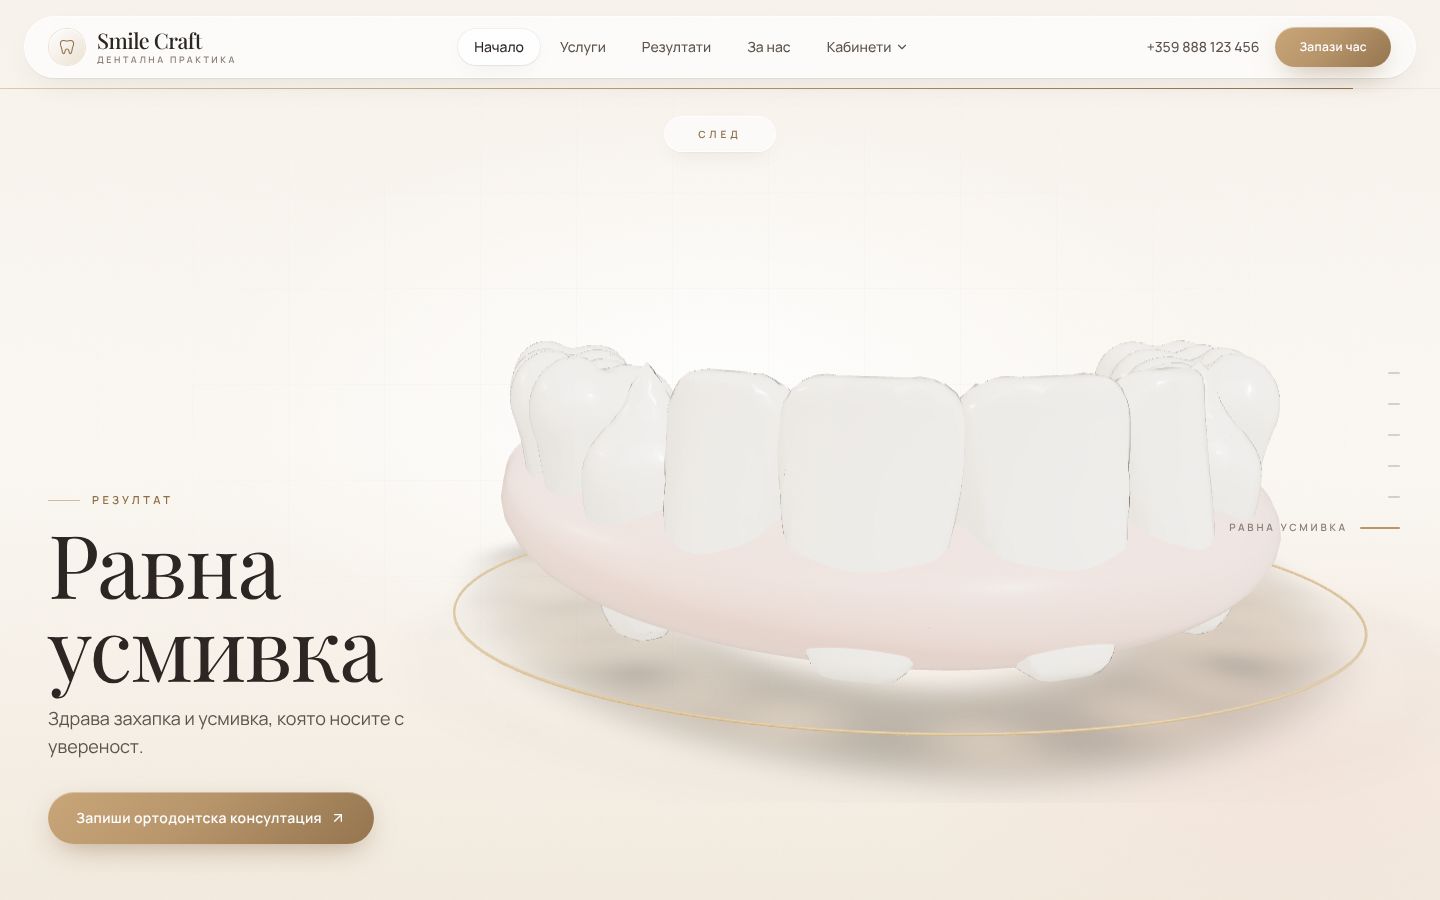 Smile Craft
ДЕНТАЛНА ПРАКТИКА
Начало
Услуги
Резултати
За нас
Кабинети
+359 888 123 456
Запази час
СЛЕД
РЕЗУЛТАТ
Равна
усмивка
Здрава захапка и усмивка, която носите с
увереност.
Запиши ортодонтска консултация
РАВНА УСМИВКА